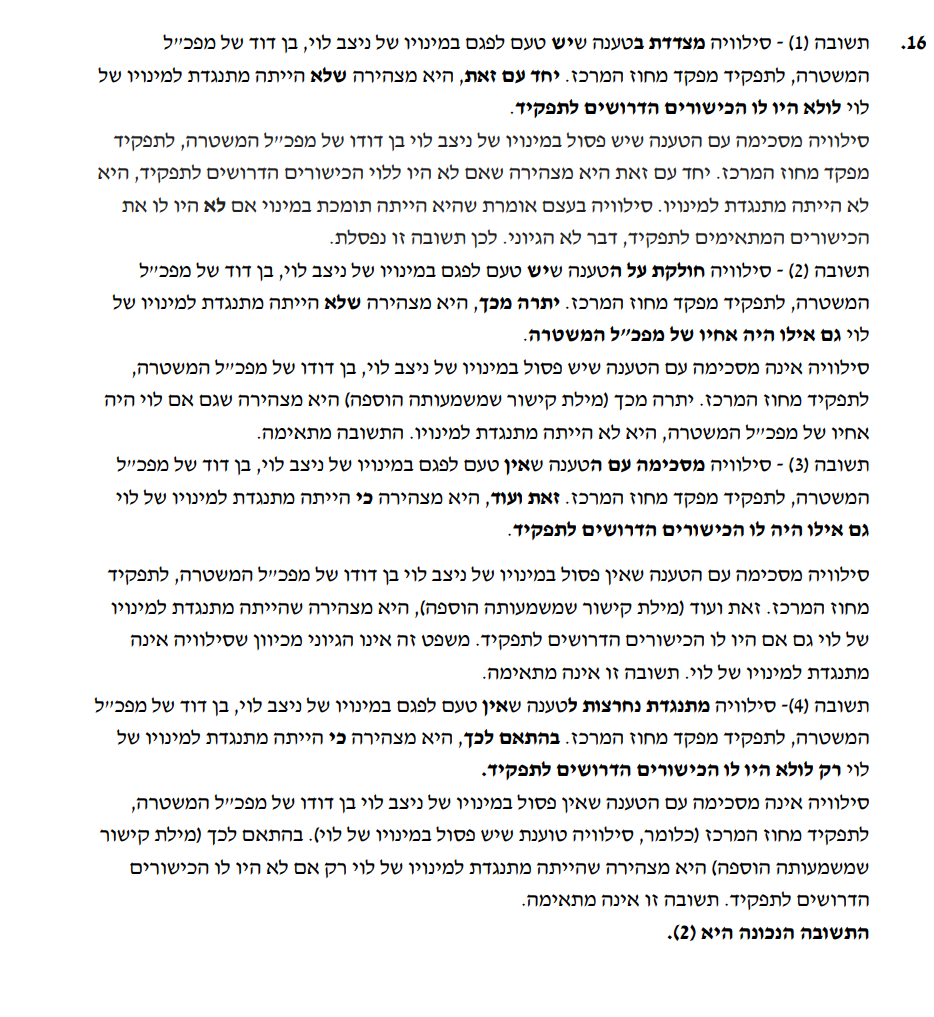 16. תשובה (1) - סילוויה מצדדת בטענה שיש טעם לפגם במינויו של ניצב לוי, בן דוד של מפכ״ל
המשטרה, לתפקיד מפקד מחוז המרכז. יחד עם זאת, היא מצהירה שלא הייתה מתנגדת למינויו של
לוי לולא היו לו הכישורים הדרושים לתפקיד.
סילוויה מסכימה עם הטענה שיש פסול במינויו של ניצב לוי בן דודו של מפכ״ל המשטרה, לתפקיד
מפקד מחוז המרכז. יחד עם זאת היא מצהירה שאם לא היו ללוי הכישורים הדרושים לתפקיד, היא
לא הייתה מתנגדת למינויו. סילוויה בעצם אומרת שהיא הייתה תומכת במינוי אם לא היו לו את
הכישורים המתאימים לתפקיד, דבר לא הגיוני. לכן תשובה זו נפסלת.
תשובה (2) - סילוויה חולקת על הטענה שיש טעם לפגם במינויו של ניצב לוי, בן דוד של מפכ״ל
המשטרה, לתפקיד מפקד מחוז המרכז. יתרה מכך, היא מצהירה שלא הייתה מתנגדת למינויו של
לוי גם אילו היה אחיו של מפכ״ל המשטרה.
סילוויה אינה מסכימה עם הטענה שיש פסול במינויו של ניצב לוי, בן דודו של מפכ״ל המשטרה,
לתפקיד מפקד מחוז המרכז. יתרה מכך (מילת קישור שמשמעותה הוספה) היא מצהירה שגם אם לוי היה
אחיו של מפכ״ל המשטרה, היא לא הייתה מתנגדת למינויו. התשובה מתאימה.
תשובה (3) - סילוויה מסכימה עם הטענה שאין טעם לפגם במינויו של ניצב לוי, בן דוד של מפכ״ל
המשטרה, לתפקיד מפקד מחוז המרכז. זאת ועוד, היא מצהירה כי הייתה מתנגדת למינויו של לוי
גם אילו היה לו הכישורים הדרושים לתפקיד.
סילוויה מסכימה עם הטענה שאין פסול במינויו של ניצב לוי בן דודו של מפכ״ל המשטרה, לתפקיד
מחוז המרכז. זאת ועוד (מילת קישור שמשמעותה הוספה), היא מצהירה שהייתה מתנגדת למינויו
של לוי גם אם היו לו הכישורים הדרושים לתפקיד. משפט זה אינו הגיוני מכיוון שסילוויה אינה
מתנגדת למינויו של לוי. תשובה זו אינה מתאימה.
תשובה (4)- סילוויה מתנגדת נחרצות לטענה שאין טעם לפגם במינויו של ניצב לוי, בן דוד של מפכ״ל
המשטרה, לתפקיד מפקד מחוז המרכז. בהתאם לכך, היא מצהירה כי הייתה מתנגדת למינויו של
לוי רק לולא היו לו הכישורים הדרושים לתפקיד.
סילוויה אינה מסכימה עם הטענה שאין פסול במינויו של ניצב לוי בן דודו של מפכ״ל המשטרה,
לתפקיד מחוז המרכז (כלומר, סילוויה טוענת שיש פסול במינויו של לוי). בהתאם לכך (מילת קישור
שמשמעותה הוספה) היא מצהירה שהייתה מתנגדת למינויו של לוי רק אם לא היו לו הכישורים
הדרושים לתפקיד. תשובה זו אינה מתאימה.
התשובה הנכונה היא (2).